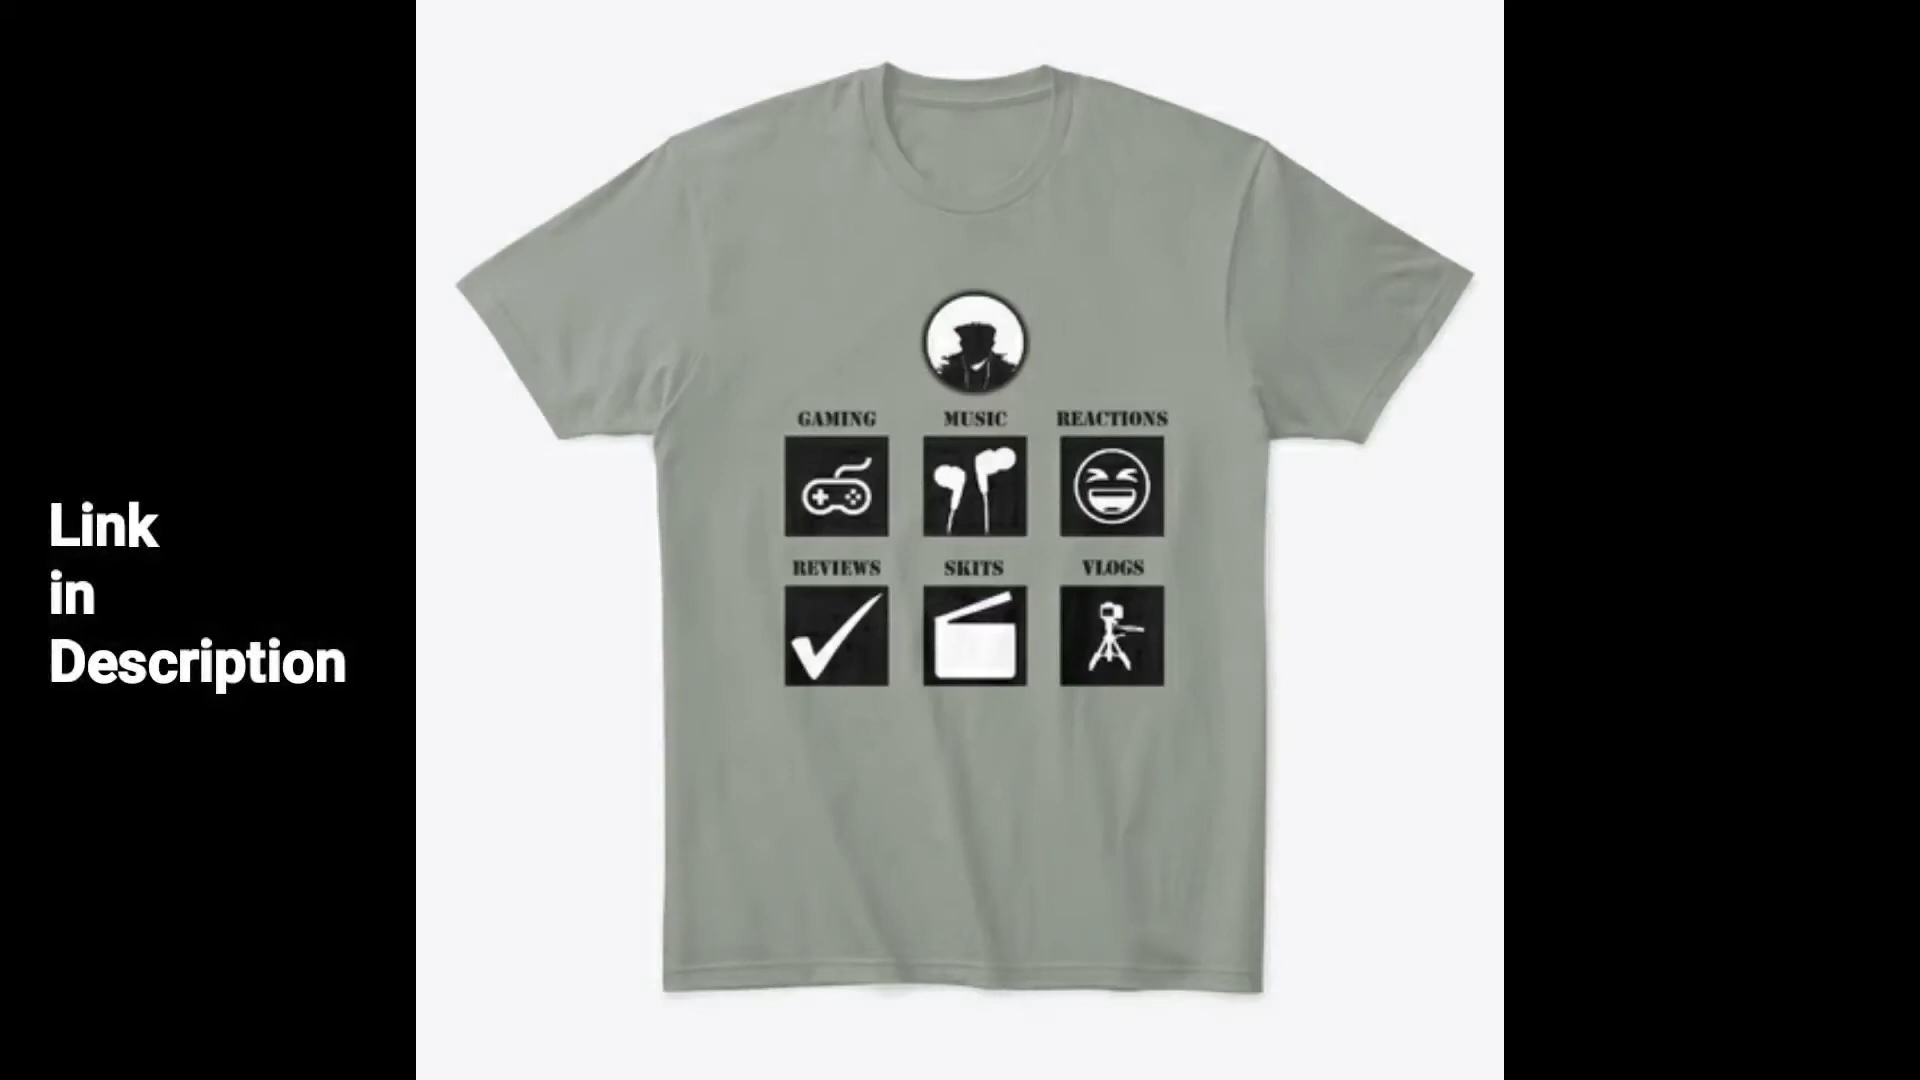 Link
in
Description
GAMING MUSIC REACTIONS
REVIEWS SKITS VLOGS